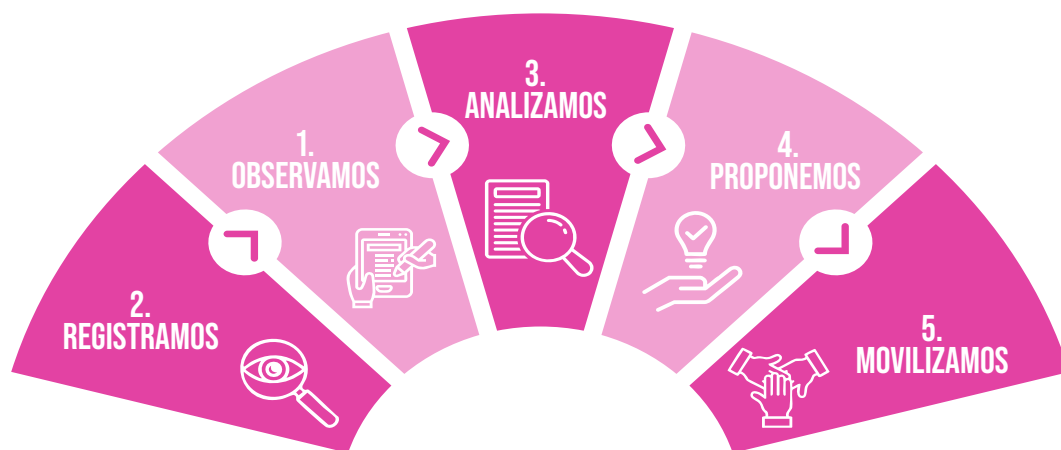 2.
REGISTRAMOS
1.
OBSERVAMOS
3.
ANALIZAMOS
4.
PROPONEMOS
5.
MOVILIZAMOS